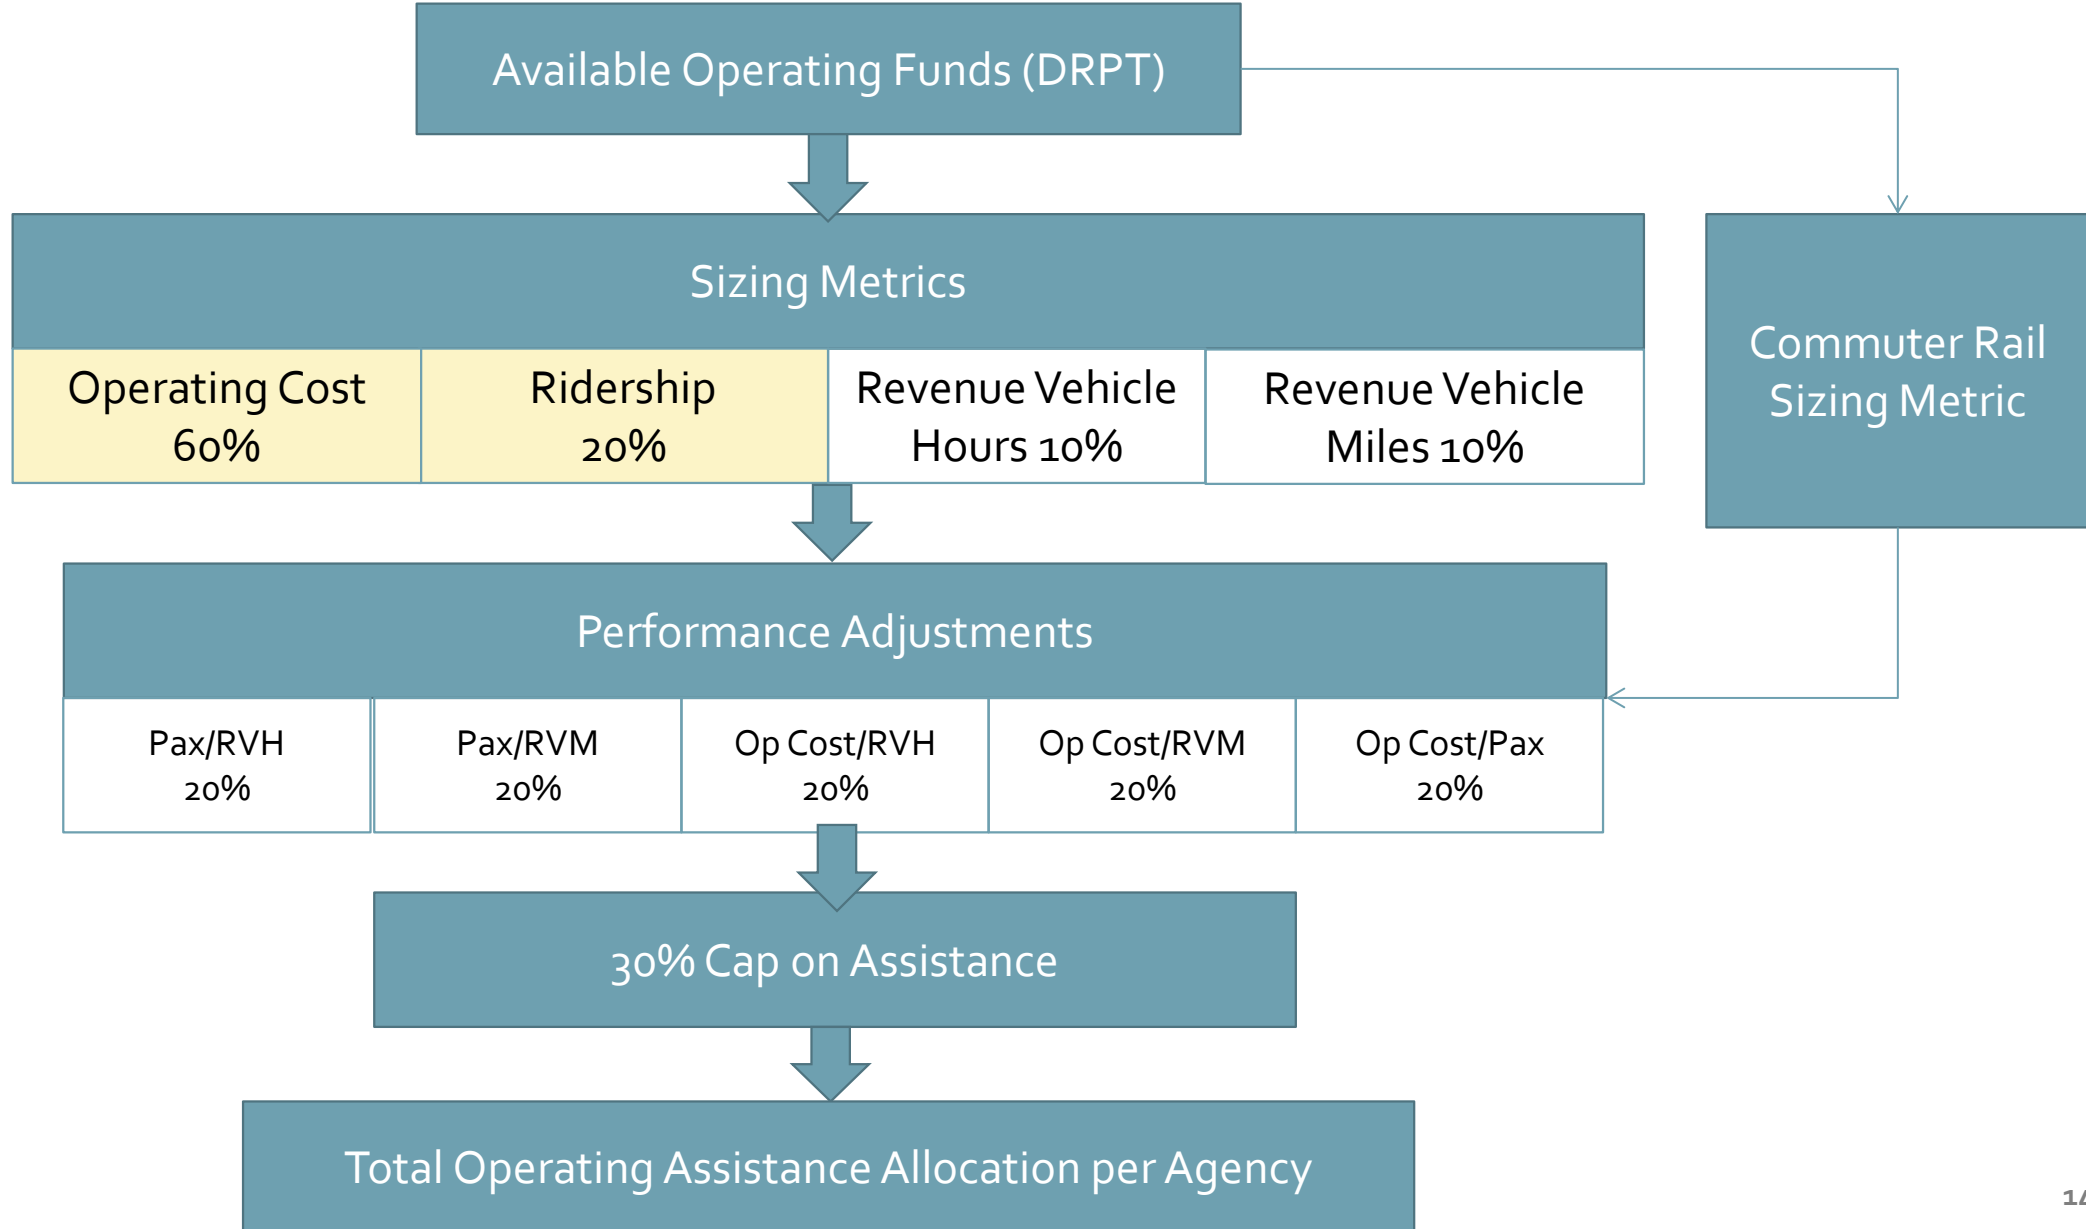 Available Operating Funds (DRPT)
Sizing Metrics
Operating Cost
60%
Ridership
20%
Revenue Vehicle
Hours 10%
Revenue Vehicle
Miles 10%
Commuter Rail
Sizing Metric
Performance Adjustments
Pax/RVH
20%
Pax/RVM
20%
Op Cost/RVH
20%
Op Cost/RVM
20%
Op Cost/Pax
20%
30% Cap on Assistance
Total Operating Assistance Allocation per Agency